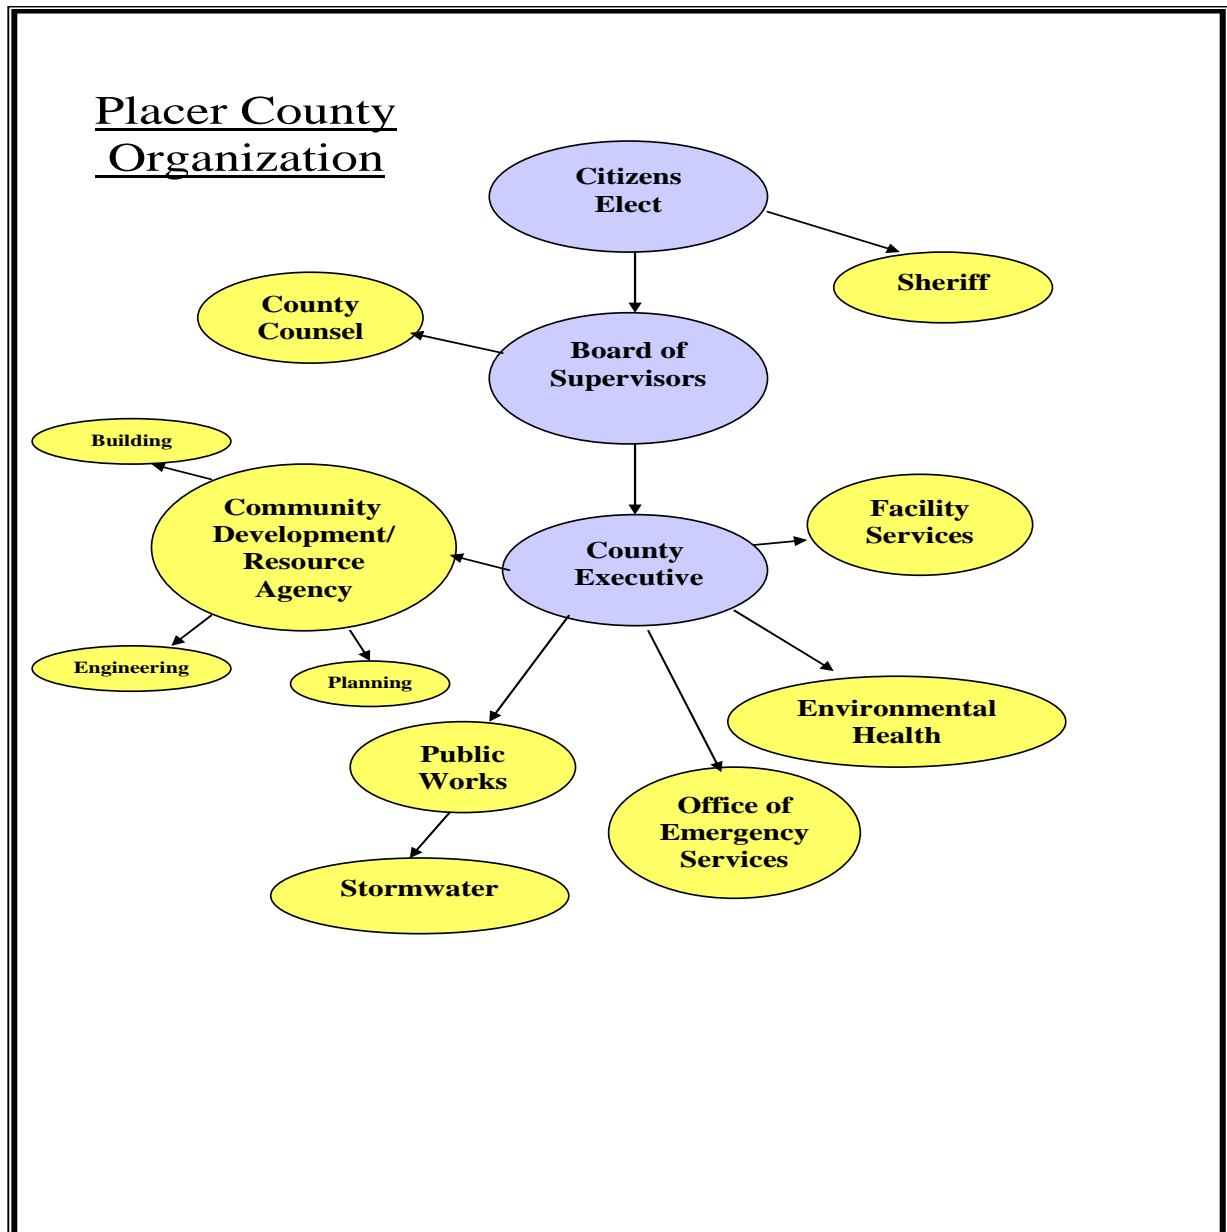 Placer County
Organization
Citizens
Elect
Sheriff
County
Counsel
Board of
Supervisors
Building
Community
Development/
Resource
Agency
County
Executive
Facility
Services
Engineering
Planning
Environmental
Health
Public
Works
Office of
Emergency
Services
Stormwater